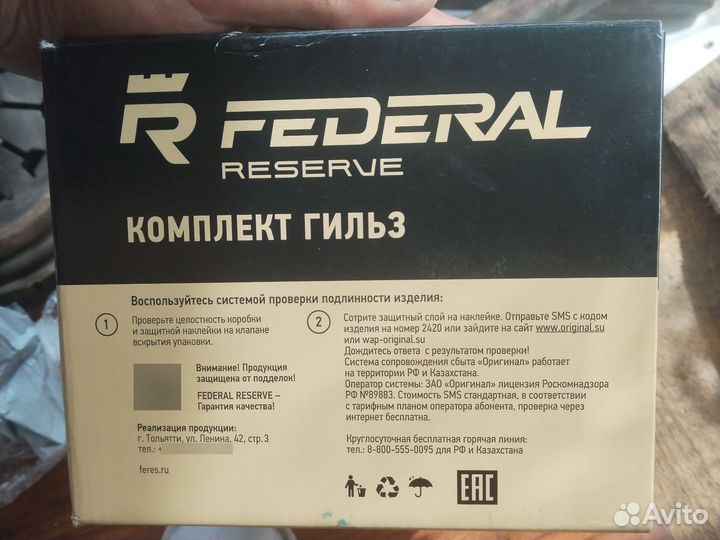 FEDERAL
RESERVE
КОМПЛЕКТ ГИЛЬЗ
Воспользуйтесь системой проверки подлинности изделия:
1
Проверьте целостность коробки
и защитной наклейки на клапане
вскрытия упаковки.
Внимание! Продукция
защищена от подделок!
FEDERAL RESERVE –
Гарантия качества!
Реализация продукции:
г. Тольятти, ул. Ленина, 42, стр.3
тел.:
feres.ru
2
Сотрите защитный слой на наклейке. Отправьте SMS с кодом
изделия на номер 2420 или зайдите на сайт www.original.su
или wap-original.su
Дождитесь ответа с результатом проверки!
Система сопровождения сбыта «Оригинал» работает
на территории РФ и Казахстана.
Оператор системы: ЗАО «Оригинал» лицензия Роскомнадзора
РФ №89883. Стоимость SMS стандартная, в соответствии
с тарифным планом оператора абонента, проверка через
интернет бесплатна.
Круглосуточная бесплатная горячая линия:
тел.: 8-800-555-0095 для РФ и Казахстана
EAC
Avito